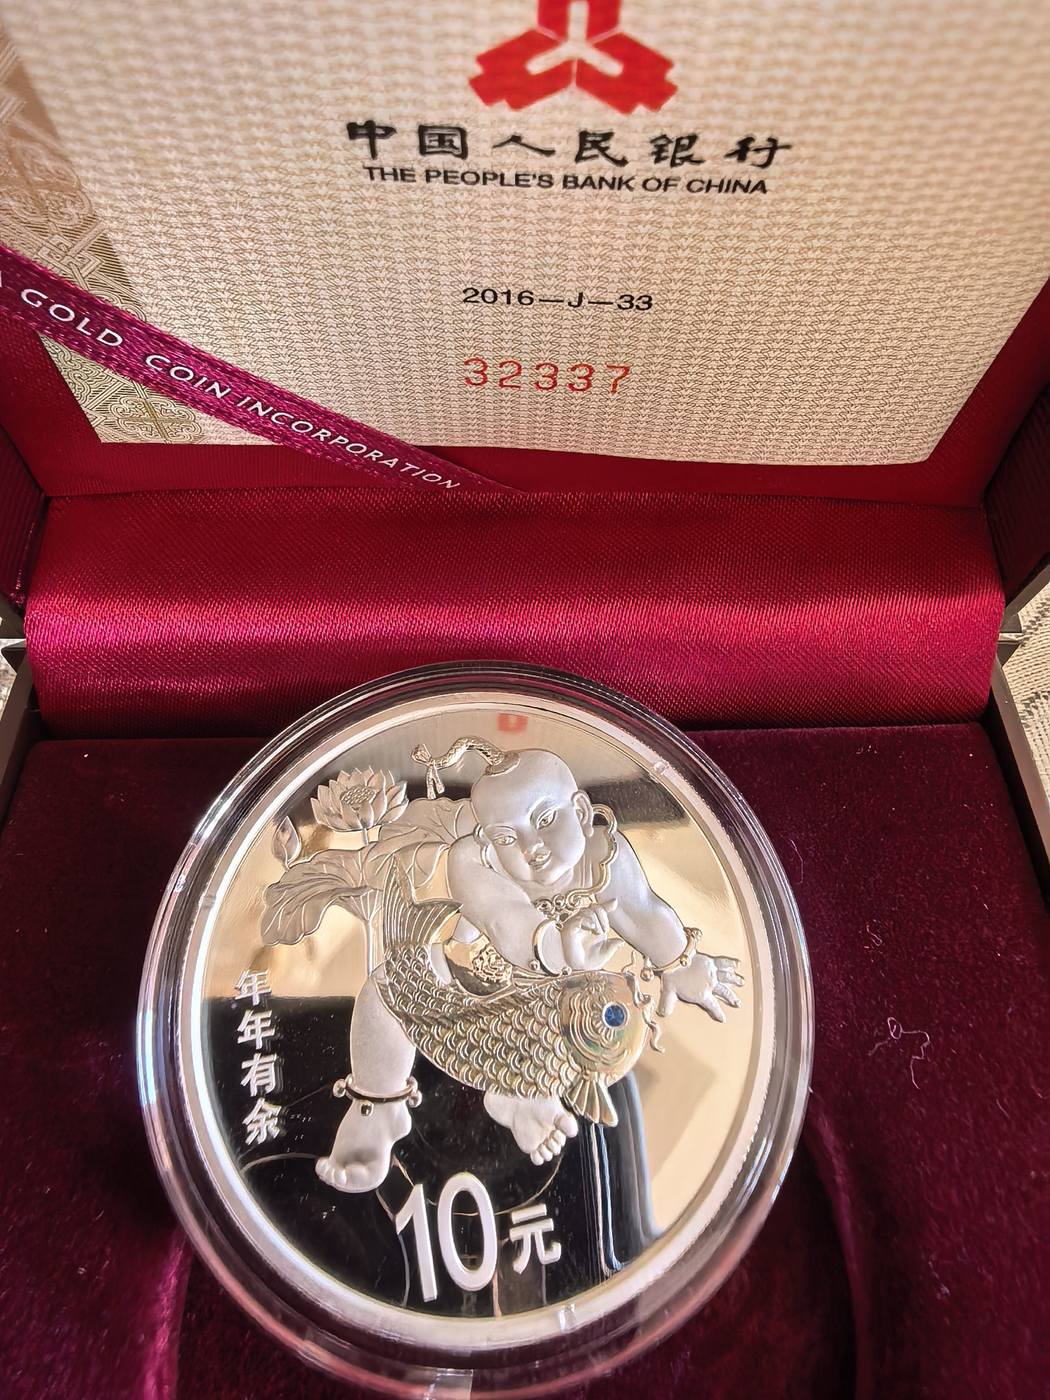 中国人民银行
THE PEOPLE'S BANK OF CHINA
2016—J—33
32337
GOLD COIN INCORPORATION
年年有余
10元